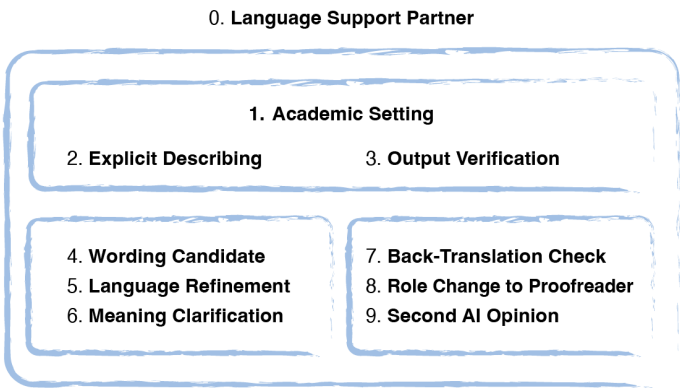 0. Language Support Partner
1. Academic Setting
2. Explicit Describing
3. Output Verification
4. Wording Candidate
5. Language Refinement
6. Meaning Clarification
7. Back-Translation Check
8. Role Change to Proofreader
9. Second AI Opinion